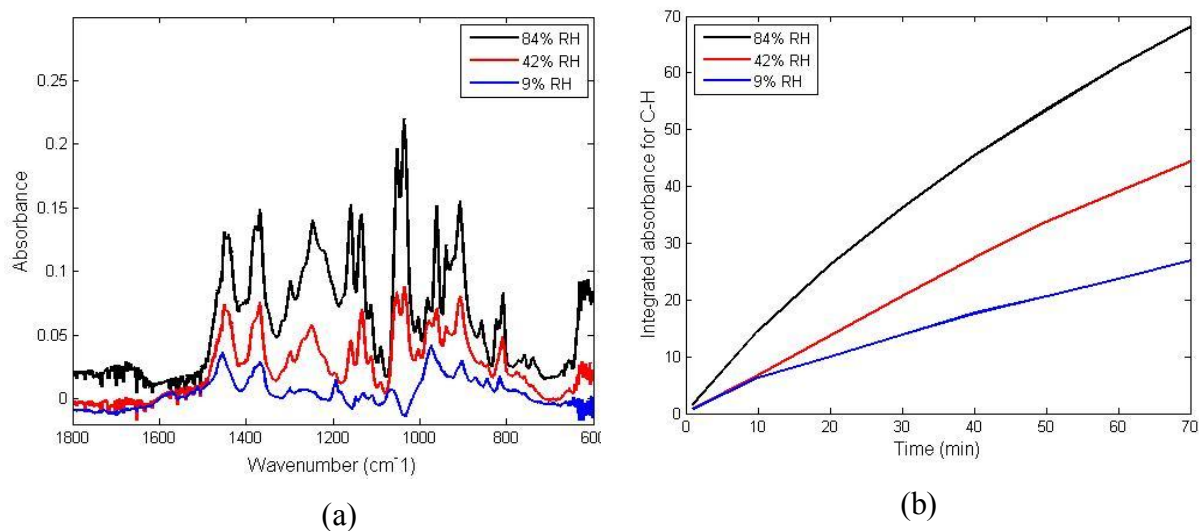 84% RH
42% RH
9% RH
0.25
0.2
0.15
0.1
0.05
0
Absorbance
1800 1600 1400 1200 1000 800 600
Wavenumber (cm-1)
(a)
84% RH
42% RH
9% RH
70
60
50
40
30
20
10
0
Integrated absorbance for C-H
0 10 20 30 40 50 60 70
Time (min)
(b)